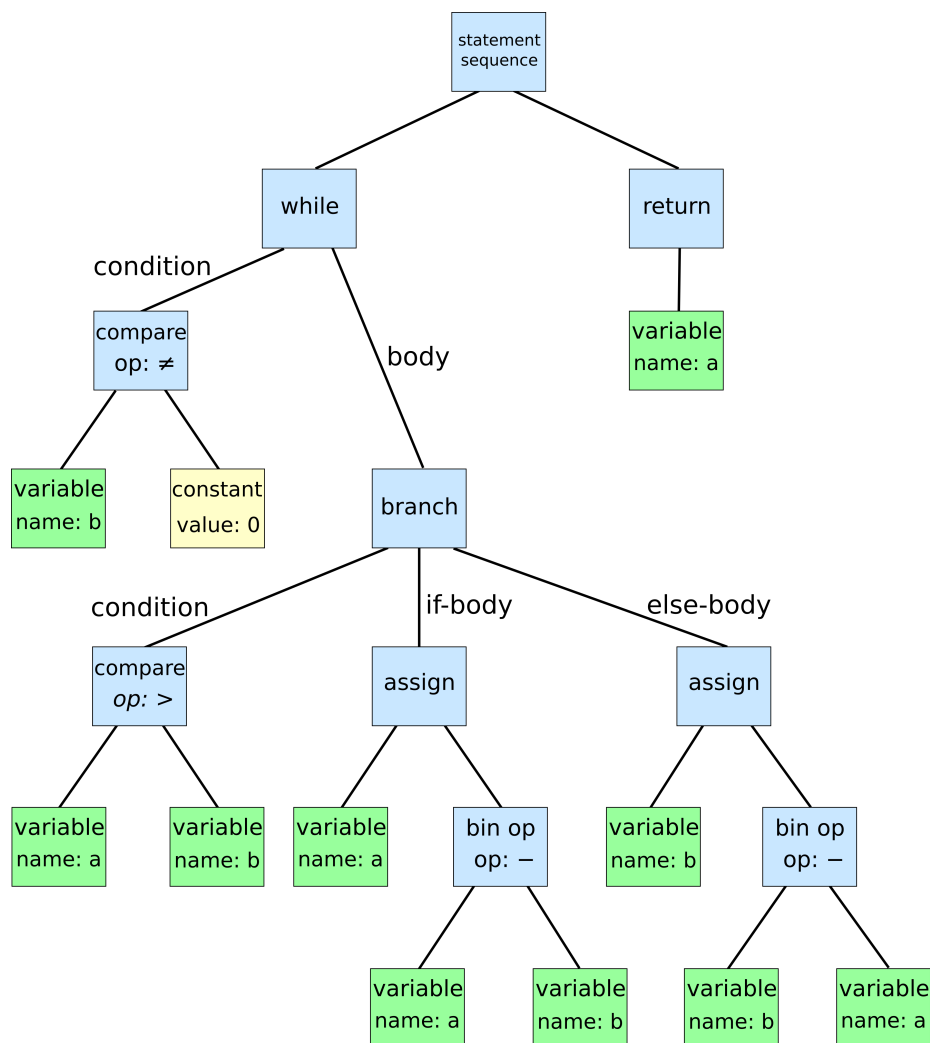 statement
sequence
while
return
condition
compare
op: ≠
body
variable
name: a
variable
name: b
constant
value: 0
branch
condition
if-body
else-body
compare
op: >
assign
assign
variable
name: a
variable
name: b
variable
name: a
bin op
op: −
variable
name: b
bin op
op: −
variable
name: a
variable
name: b
variable
name: b
variable
name: a